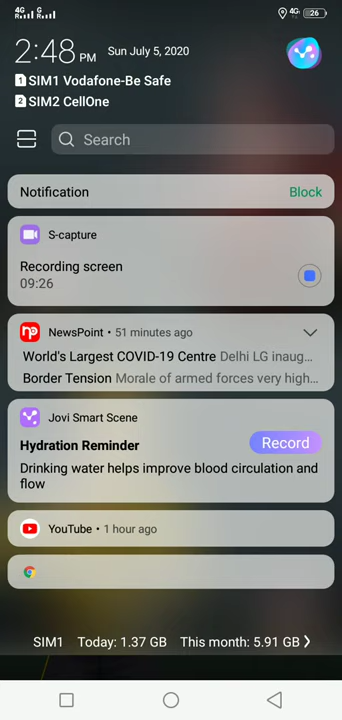 4G G 4G 26
2:48 PM Sun July 5, 2020
1 SIM1 Vodafone-Be Safe
2 SIM2 CellOne
Search
Notification Block
S-capture
Recording screen
09:26
NewsPoint • 51 minutes ago
World's Largest COVID-19 Centre Delhi LG inaug...
Border Tension Morale of armed forces very high...
Jovi Smart Scene
Hydration Reminder Record
Drinking water helps improve blood circulation and
flow
YouTube • 1 hour ago
SIM1 Today: 1.37 GB This month: 5.91 GB